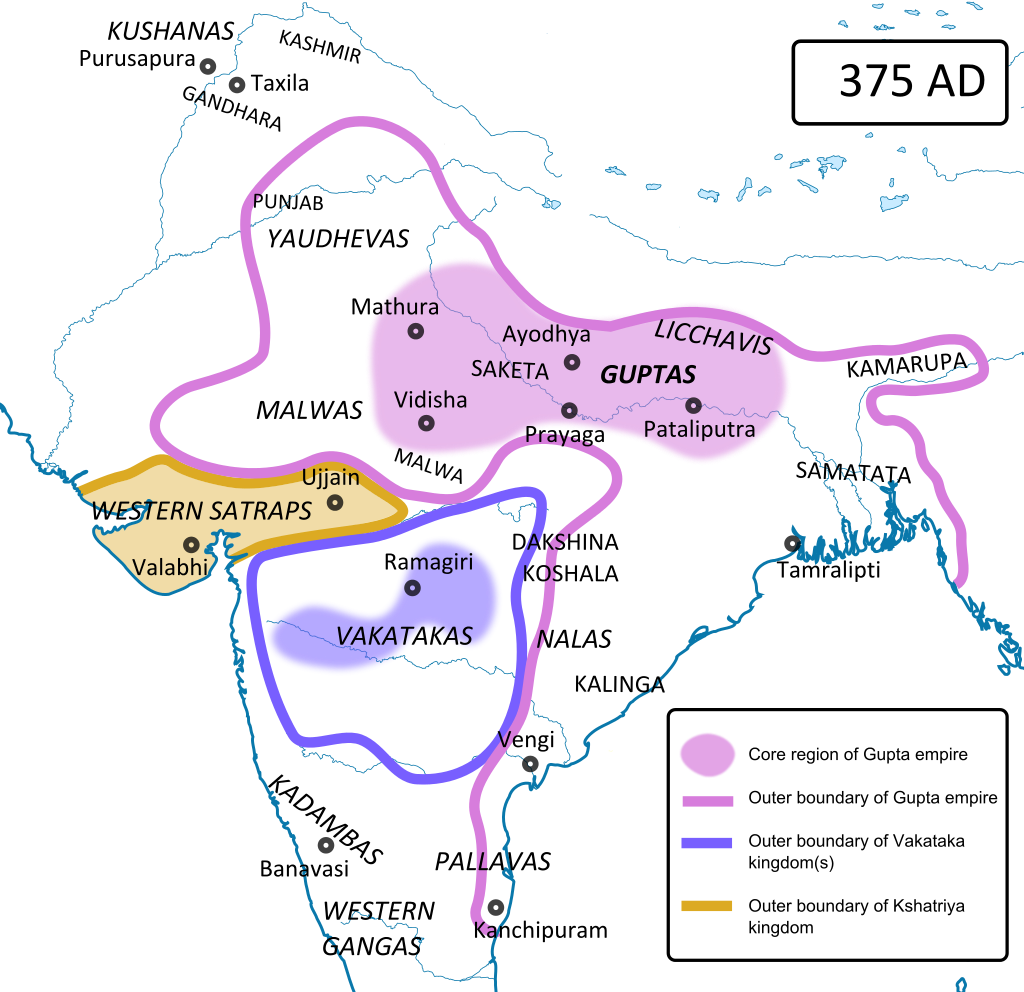 KUSHANAS
KASHMIR
375 AD
Purusapura
Taxila
GANDHARA
PUNJAB
YAUDHEVAS
Mathura
Ayodhya
LICCHAVIS
SAKETA
GUPTAS
KAMARUPA
Vidisha
MALWAS
Prayaga
Pataliputra
MALWA
SAMATATA
Ujjain
WESTERN SATRAPS
Valabhi
DAKSHINA
KOSHALA
Ramagiri
Tamralipti
VAKATAKAS
NALAS
KALINGA
Vengi
KADAMBAS
Banavasi
PALLAVAS
WESTERN
GANGAS
Kanchipuram
Core region of Gupta empire
Outer boundary of Gupta empire
Outer boundary of Vakataka
kingdom(s)
Outer boundary of Kshatriya
kingdom